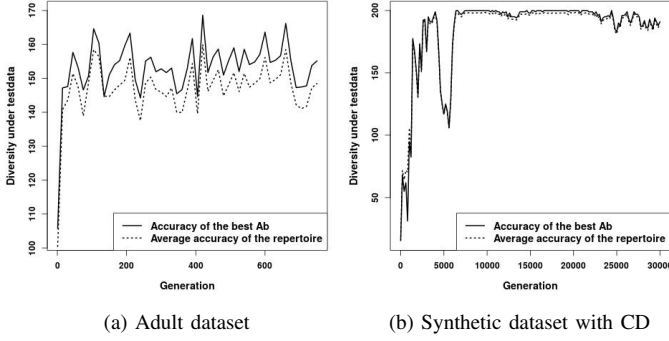 Diversity under testdata
170
160
150
140
130
120
110
100
0
200
400
600
Generation
Accuracy of the best Ab
Average accuracy of the repertoire
(a) Adult dataset
Diversity under testdata
200
150
100
50
0
5000
10000
15000
20000
25000
30000
Generation
Accuracy of the best Ab
Average accuracy of the repertoire
(b) Synthetic dataset with CD